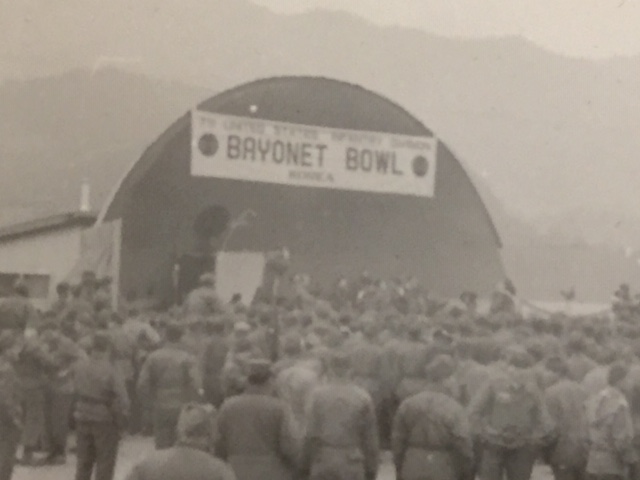 7TH UNITED STATES INFANTRY DIVISION
BAYONET BOWL
KOREA